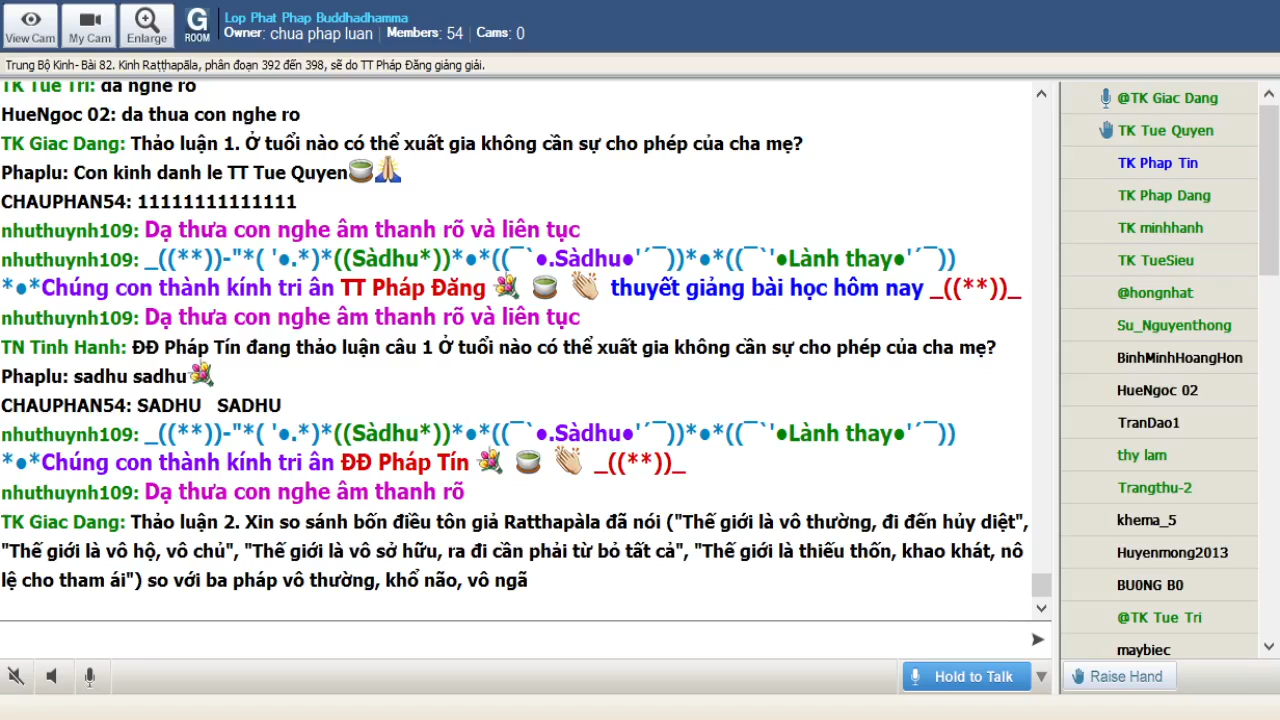 View Cam
My Cam
Enlarge
G ROOM
Lop Phat Phap Buddhadhamma
Owner: chua phap luan | Members: 54 | Cams: 0
Trung Bộ Kinh- Bài 82. Kinh Raṭṭhapāla, phân đoạn 392 đến 398, sẽ do TT Pháp Đăng giảng giải.
TK Tue Tri: da nghe ro
HueNgoc 02: da thua con nghe ro
TK Giac Dang: Thảo luận 1. Ở tuổi nào có thể xuất gia không cần sự cho phép của cha mẹ?
Phaplu: Con kinh danh le TT Tue Quyen
CHAUPHAN54: 11111111111111
nhuthuynh109: Dạ thưa con nghe âm thanh rõ và liên tục
nhuthuynh109: _((**))-"*( '●.*)*((Sàdhu*))*●*((¯`●.Sàdhu●'´¯))*●*((¯`'●Lành thay●'´¯))
*●*Chúng con thành kính tri ân TT Pháp Đăng thuyết giảng bài học hôm nay _((**))_
nhuthuynh109: Dạ thưa con nghe âm thanh rõ và liên tục
TN Tinh Hanh: ĐĐ Pháp Tín đang thảo luận câu 1 Ở tuổi nào có thể xuất gia không cần sự cho phép của cha mẹ?
Phaplu: sadhu sadhu
CHAUPHAN54: SADHU SADHU
nhuthuynh109: _((**))-"*( '●.*)*((Sàdhu*))*●*((¯`●.Sàdhu●'´¯))*●*((¯`'●Lành thay●'´¯))
*●*Chúng con thành kính tri ân ĐĐ Pháp Tín _((**))_
nhuthuynh109: Dạ thưa con nghe âm thanh rõ
TK Giac Dang: Thảo luận 2. Xin so sánh bốn điều tôn giả Ratthapàla đã nói ("Thế giới là vô thường, đi đến hủy diệt",
"Thế giới là vô hộ, vô chủ", "Thế giới là vô sở hữu, ra đi cần phải từ bỏ tất cả", "Thế giới là thiếu thốn, khao khát, nô
lệ cho tham ái") so với ba pháp vô thường, khổ não, vô ngã
@TK Giac Dang
TK Tue Quyen
TK Phap Tin
TK Phap Dang
TK minhhanh
TK TueSieu
@hongnhat
Su_Nguyenthong
BinhMinhHoangHon
HueNgoc 02
TranDao1
thy lam
Trangthu-2
khema_5
Huyenmong2013
BU0NG B0
@TK Tue Tri
maybiec
Hold to Talk
Raise Hand